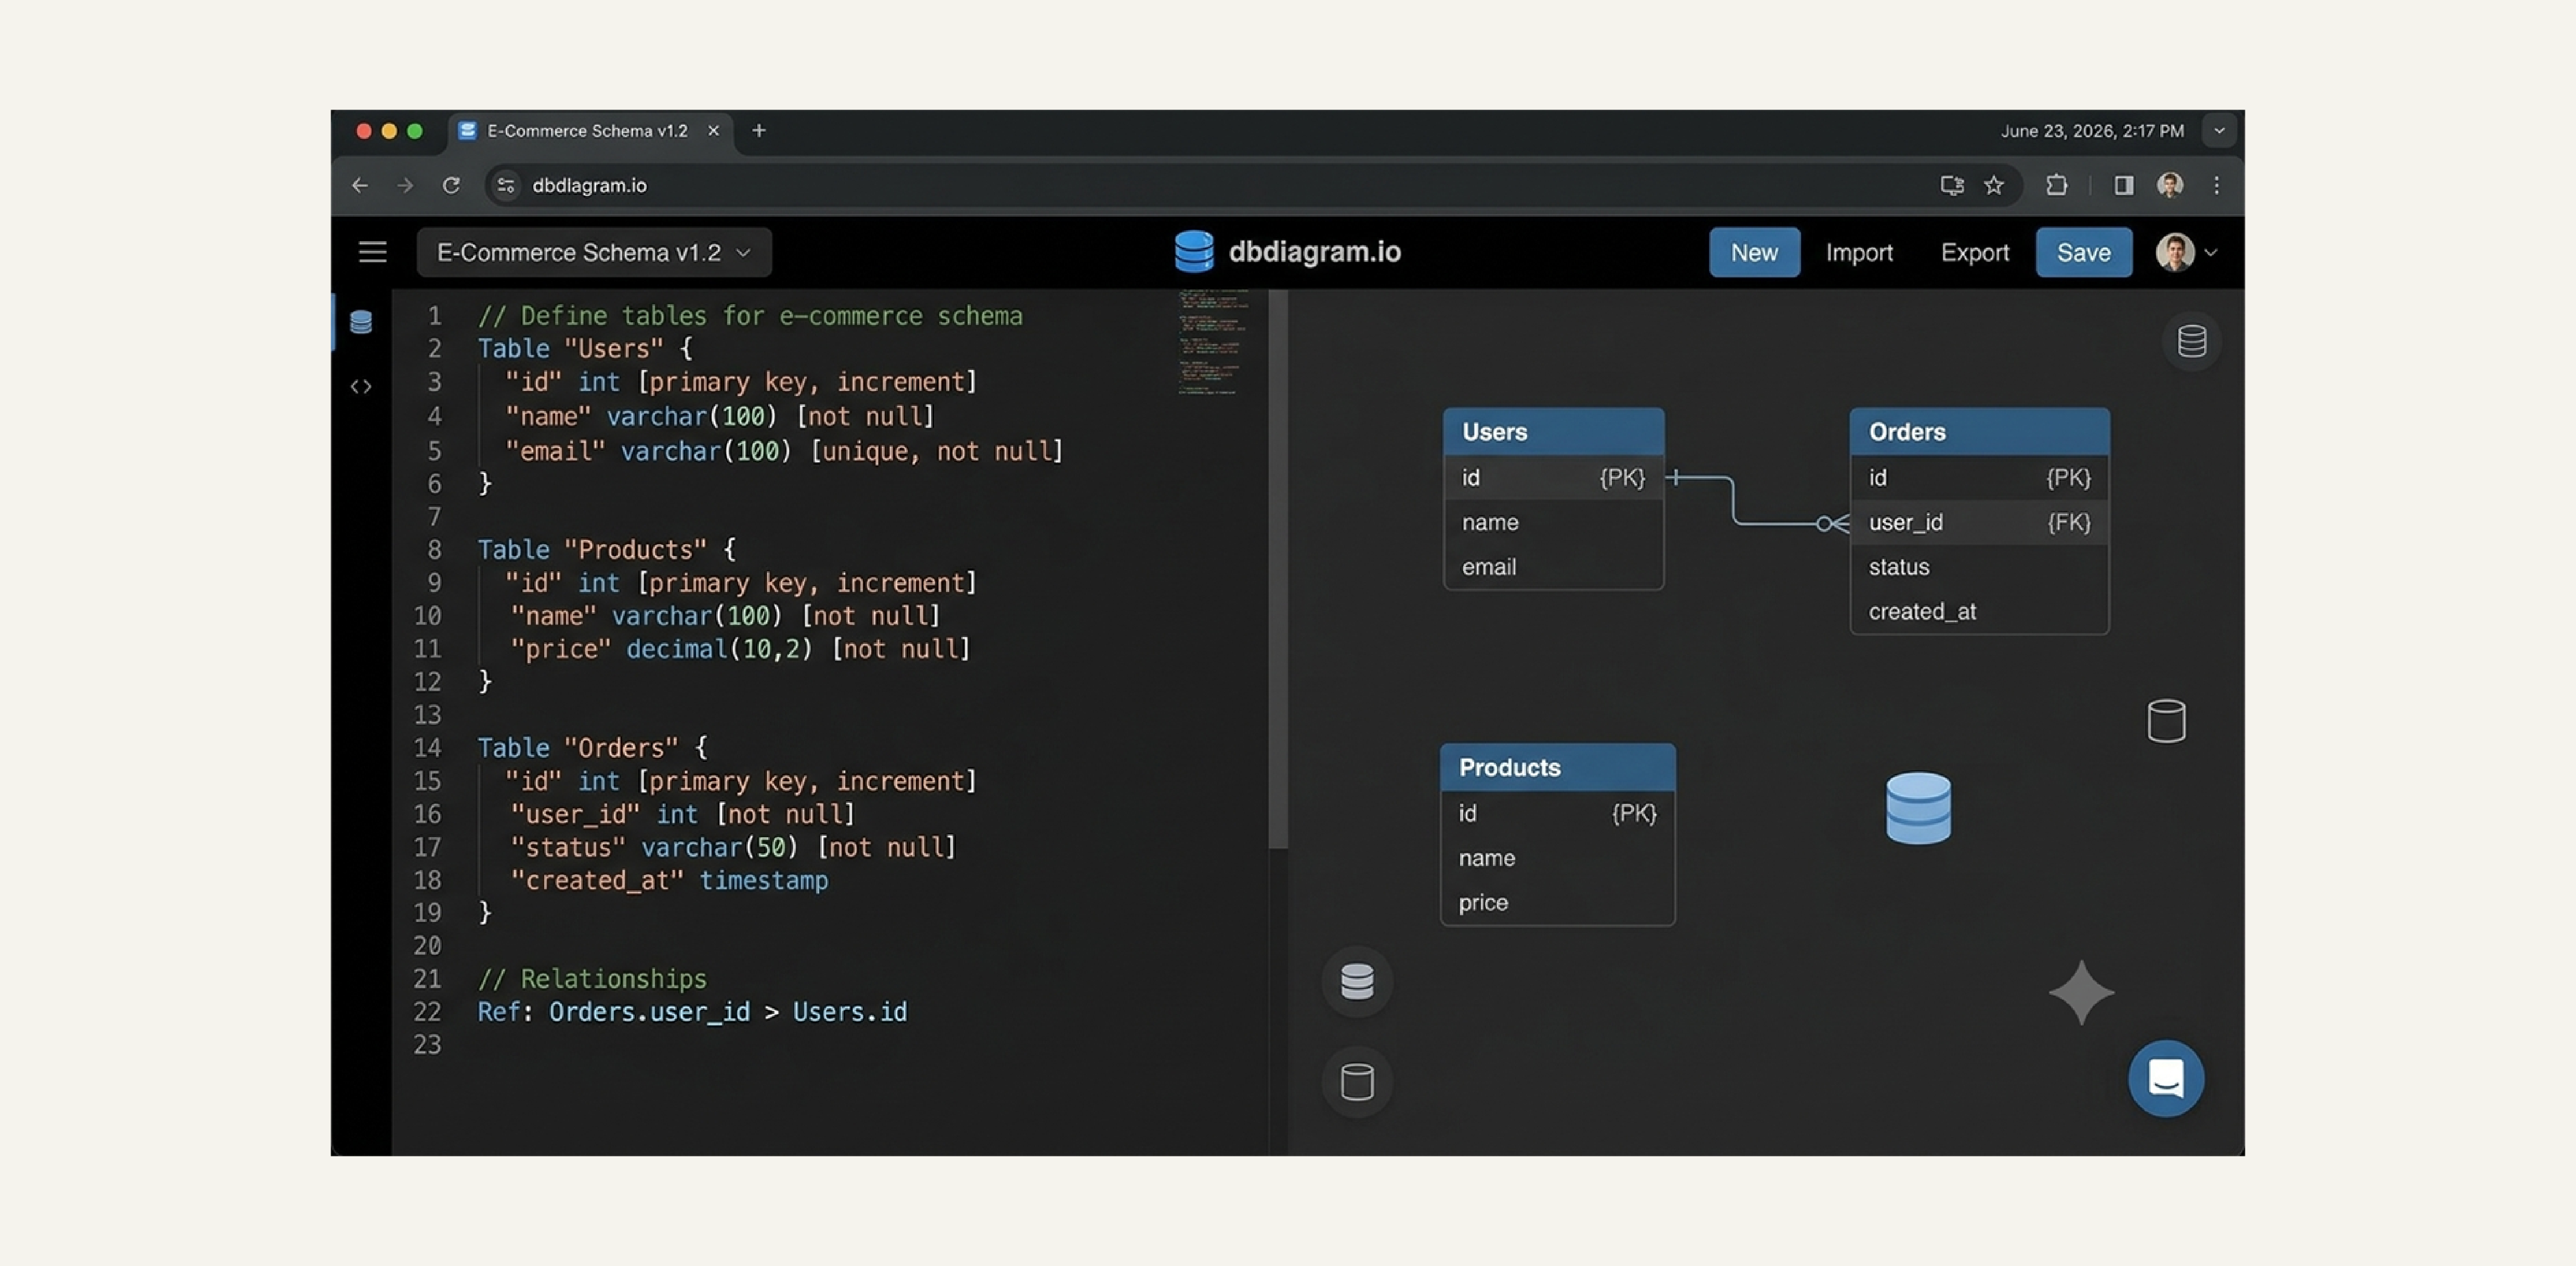 E-Commerce Schema v1.2
June 23, 2026, 2:17 PM
dbdlagram.io
E-Commerce Schema v1.2
dbdiagram.io
New
Import
Export
Save
1 // Define tables for e-commerce schema
2 Table "Users" {
3 "id" int [primary key, increment]
4 "name" varchar(100) [not null]
5 "email" varchar(100) [unique, not null]
6 }
7
8 Table "Products" {
9 "id" int [primary key, increment]
10 "name" varchar(100) [not null]
11 "price" decimal(10,2) [not null]
12 }
13
14 Table "Orders" {
15 "id" int [primary key, increment]
16 "user_id" int [not null]
17 "status" varchar(50) [not null]
18 "created_at" timestamp
19 }
20
21 // Relationships
22 Ref: Orders.user_id > Users.id
23
Users
id {PK}
name
email
Orders
id {PK}
user_id {FK}
status
created_at
Products
id {PK}
name
price